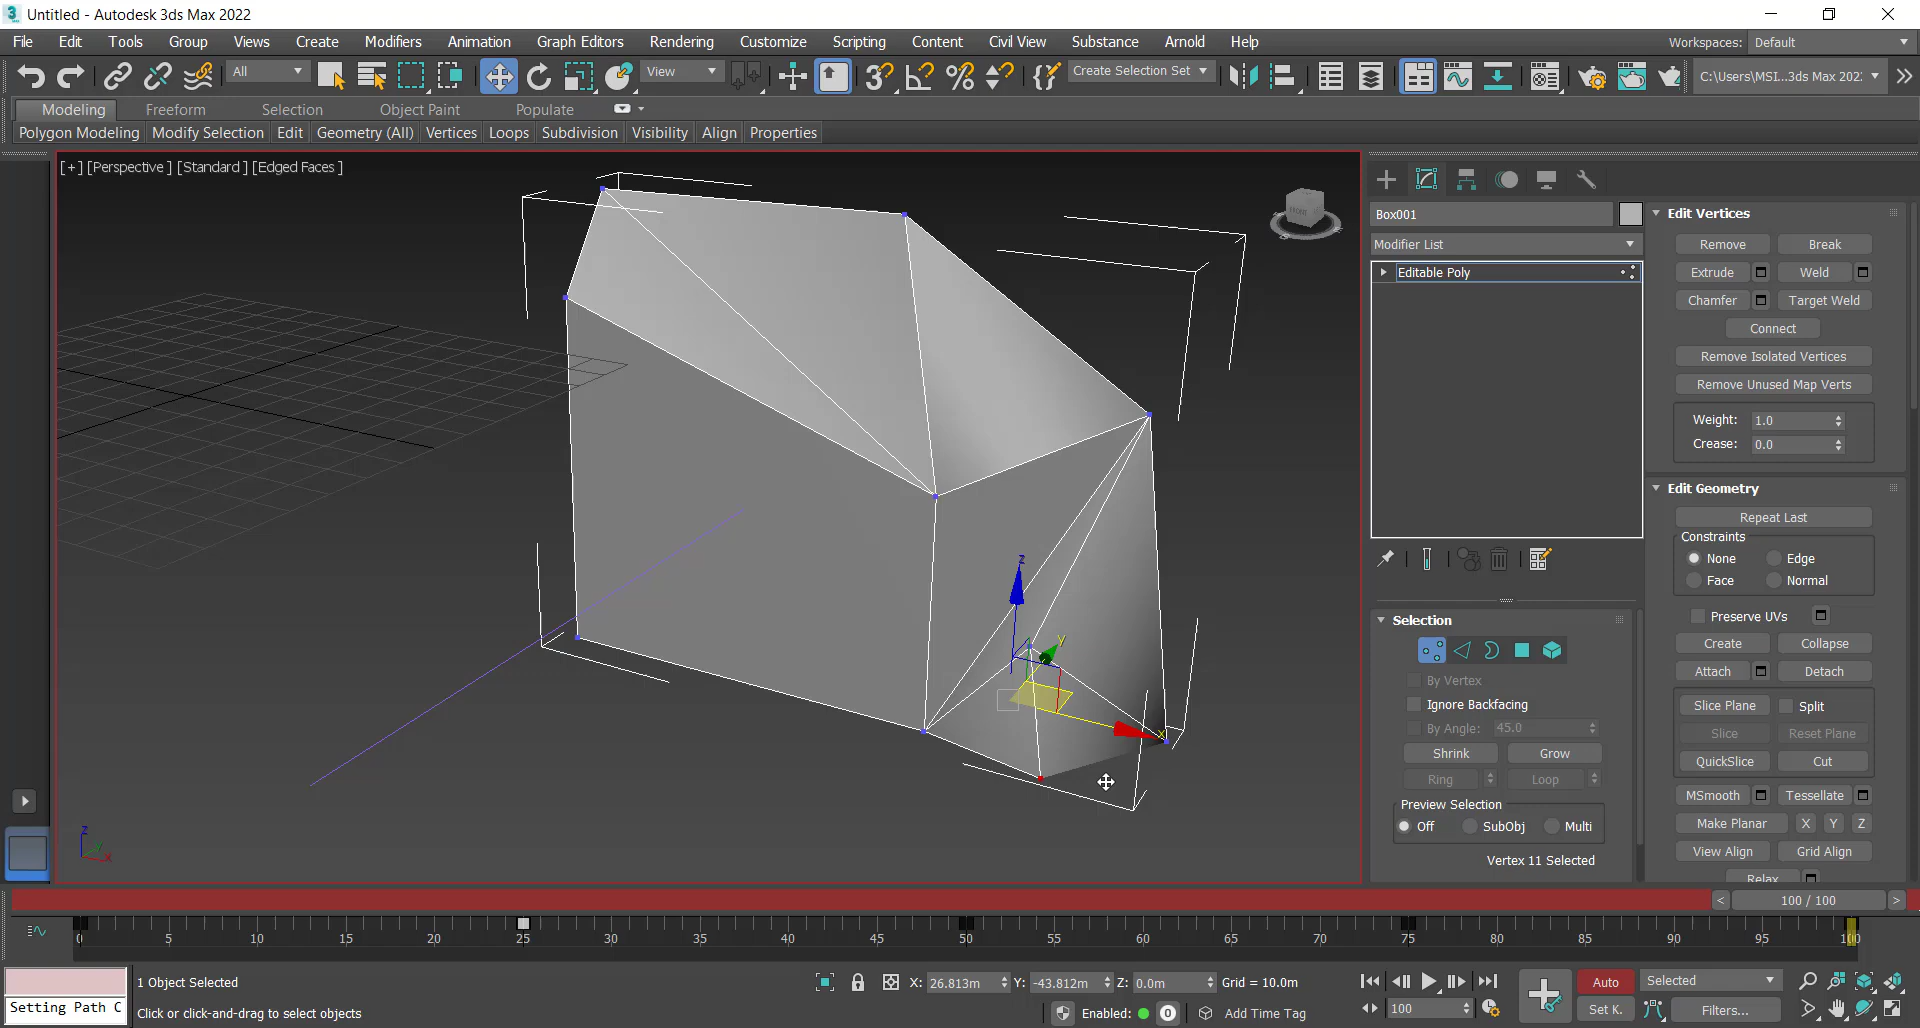 Untitled - Autodesk 3ds Max 2022
File Edit Tools Group Views Create Modifiers Animation Graph Editors Rendering Customize Scripting Content Civil View Substance Arnold Help Workspaces: Default
All View Create Selection Set C:\Users\MSI...3ds Max 202:
Modeling Freeform Selection Object Paint Populate
Polygon Modeling Modify Selection Edit Geometry (All) Vertices Loops Subdivision Visibility Align Properties
[+] [Perspective ] [Standard ] [Edged Faces ]
FRONT
z
y
x
z
x
Box001
Modifier List
Editable Poly
Selection
By Vertex
Ignore Backfacing
By Angle: 45.0
Shrink Grow
Ring Loop
Preview Selection
Off SubObj Multi
Vertex 11 Selected
Edit Vertices
Remove Break
Extrude Weld
Chamfer Target Weld
Connect
Remove Isolated Vertices
Remove Unused Map Verts
Weight: 1.0
Crease: 0.0
Edit Geometry
Repeat Last
Constraints
None Edge
Face Normal
Preserve UVs
Create Collapse
Attach Detach
Slice Plane Split
Slice Reset Plane
QuickSlice Cut
MSmooth Tessellate
Make Planar X Y Z
View Align Grid Align
Relax
< 100 / 100 >
0 5 10 15 20 25 30 35 40 45 50 55 60 65 70 75 80 85 90 95 100
1 Object Selected X: 26.813m Y: -43.812m Z: 0.0m Grid = 10.0m Auto Selected
Setting Path C Click or click-and-drag to select objects Enabled: 0 Add Time Tag 100 Set K. Filters...